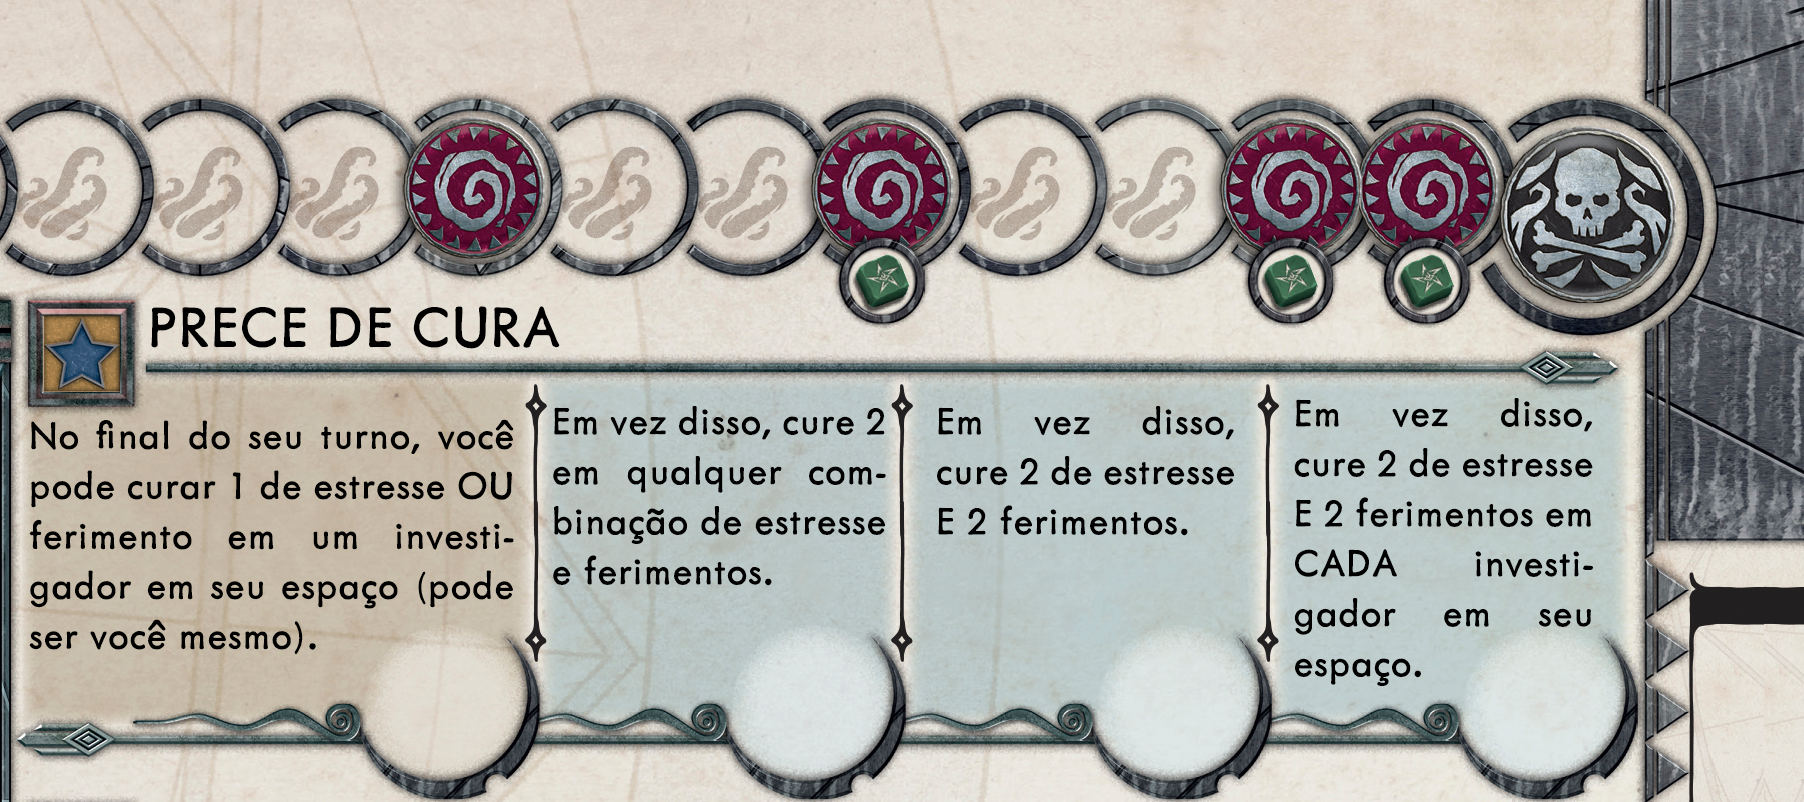 PRECE DE CURA
No final do seu turno, você
pode curar 1 de estresse OU
ferimento em um investi-
gador em seu espaço (pode
ser você mesmo).
Em vez disso, cure 2
em qualquer com-
binação de estresse
e ferimentos.
Em vez disso,
cure 2 de estresse
E 2 ferimentos.
Em vez disso,
cure 2 de estresse
E 2 ferimentos em
CADA investi-
gador em seu
espaço.